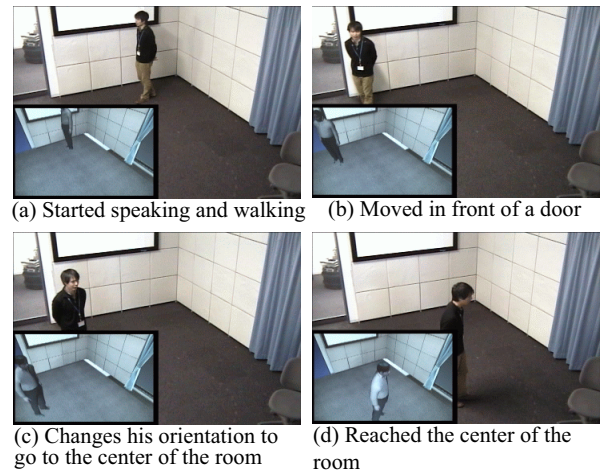 (a) Started speaking and walking
(b) Moved in front of a door
(c) Changes his orientation to
go to the center of the room
(d) Reached the center of the
room